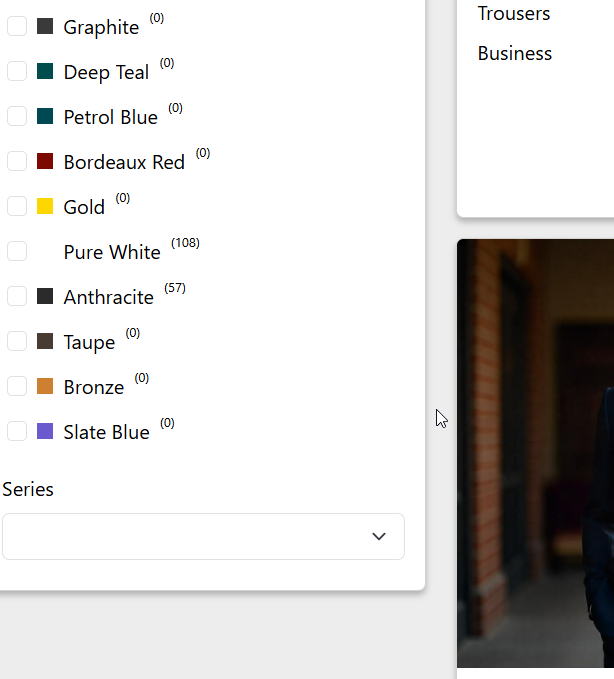 Graphite (0)
Deep Teal (0)
Petrol Blue (0)
Bordeaux Red (0)
Gold (0)
Pure White (108)
Anthracite (57)
Taupe (0)
Bronze (0)
Slate Blue (0)
Series
Trousers
Business